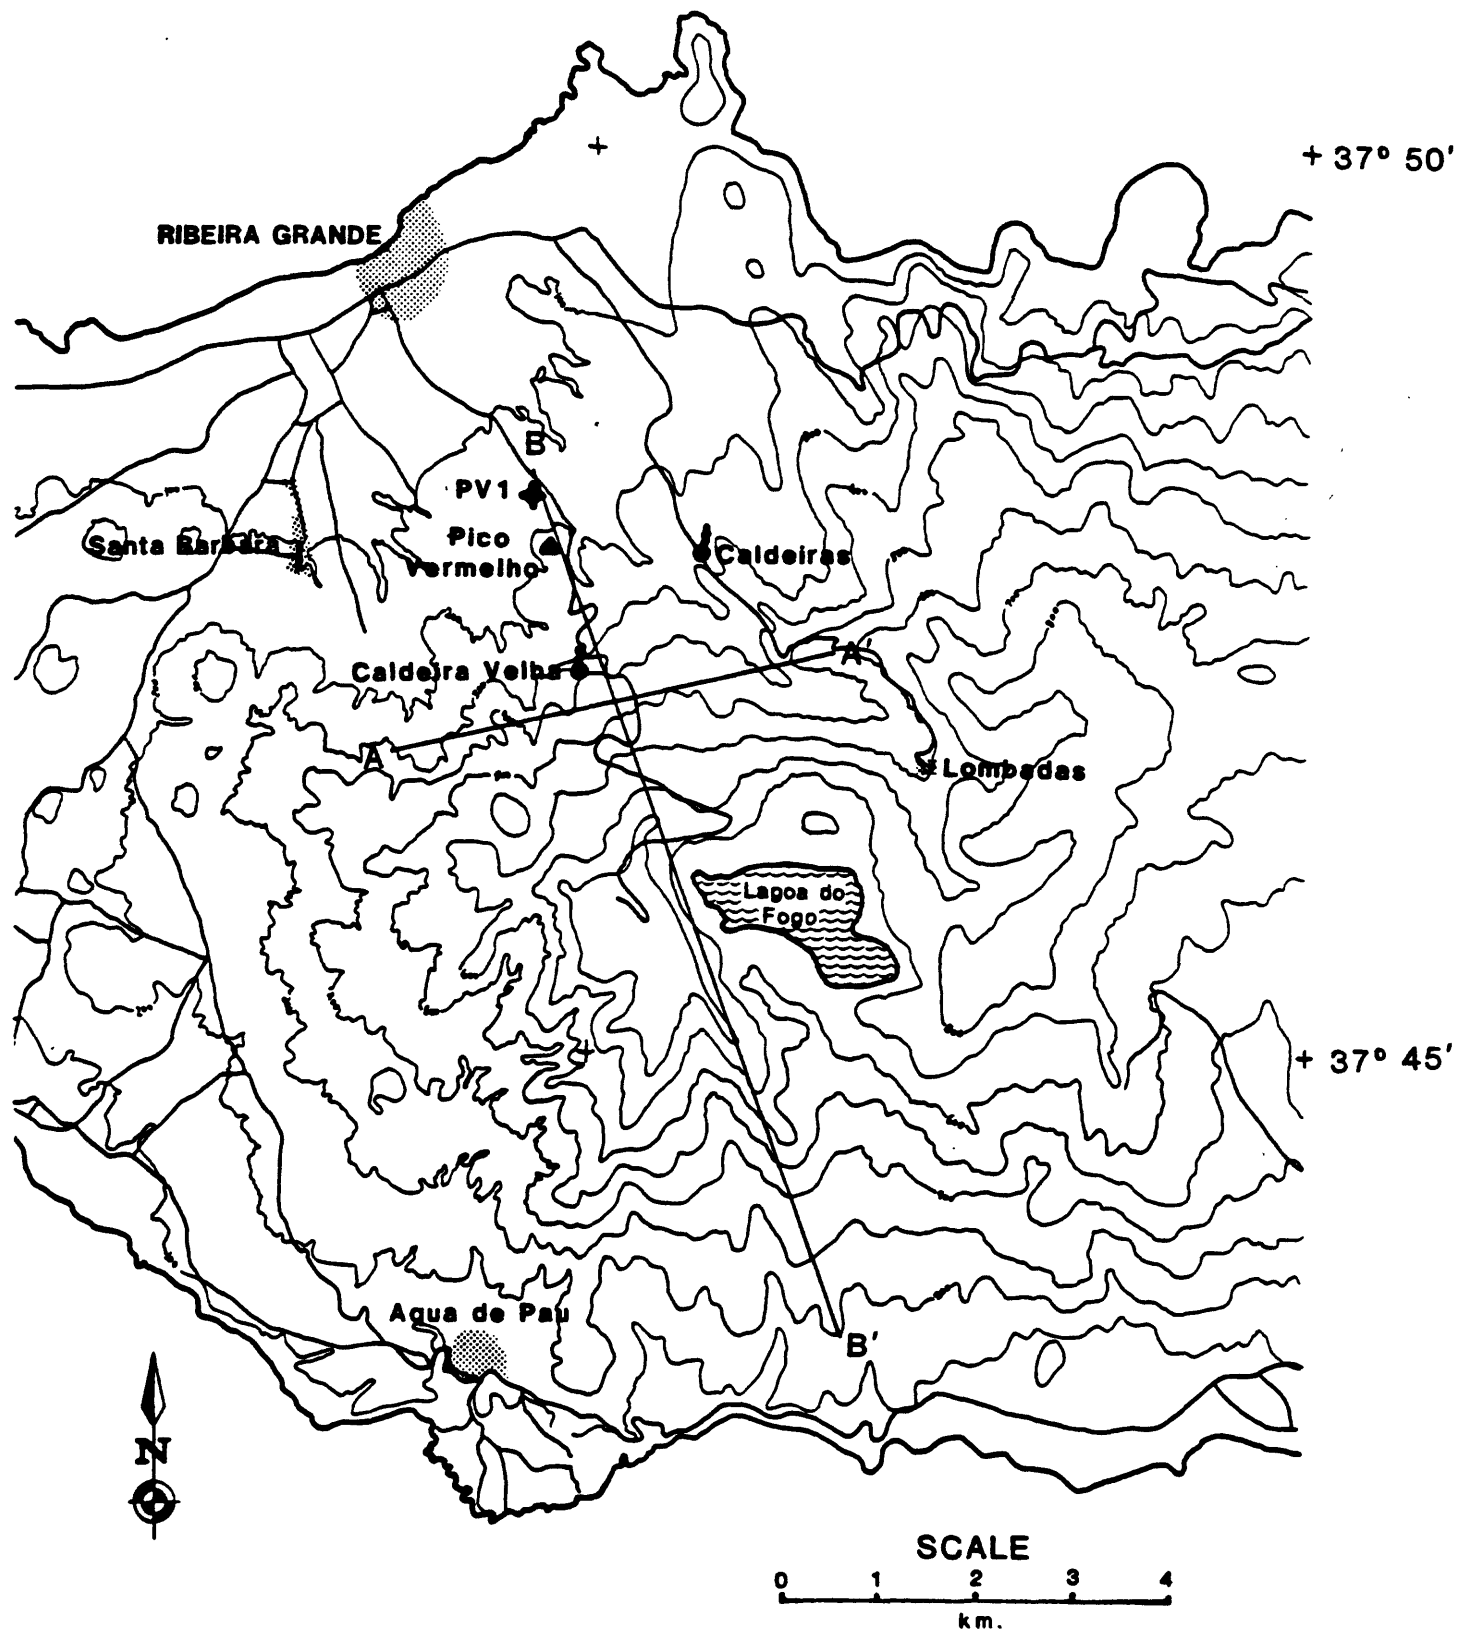 + 37° 50'
RIBEIRA GRANDE
B
PV1
Pico
Vermelho
Santa Barbara
Caldeiras
A'
Caldeira Velha
A
Lombadas
Lagoa do
Fogo
+ 37° 45'
Agua de Pau
B'
N
SCALE
0 1 2 3 4
km.